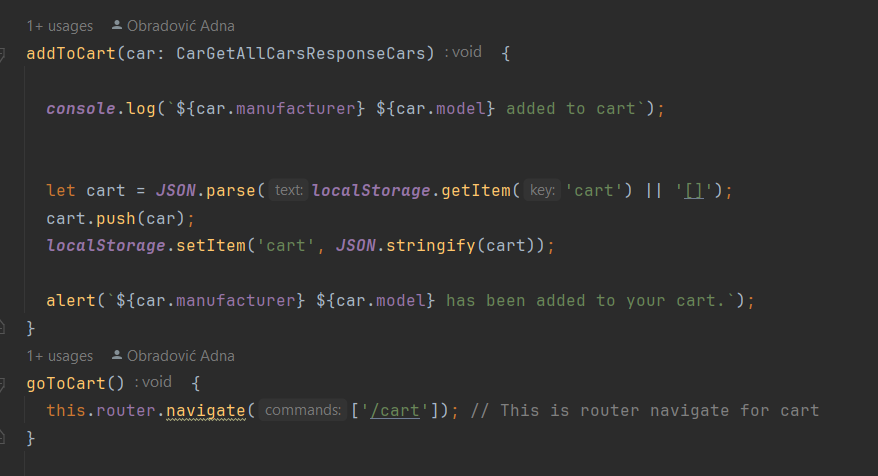 1+ usages Obradović Adna
addToCart(car: CarGetAllCarsResponseCars) : void {
console.log(`${car.manufacturer} ${car.model} added to cart`);
let cart = JSON.parse( text: localStorage.getItem( key: 'cart') || '[]');
cart.push(car);
localStorage.setItem('cart', JSON.stringify(cart));
alert(`${car.manufacturer} ${car.model} has been added to your cart.`);
}
1+ usages Obradović Adna
goToCart() : void {
this.router.navigate( commands: ['/cart']); // This is router navigate for cart
}